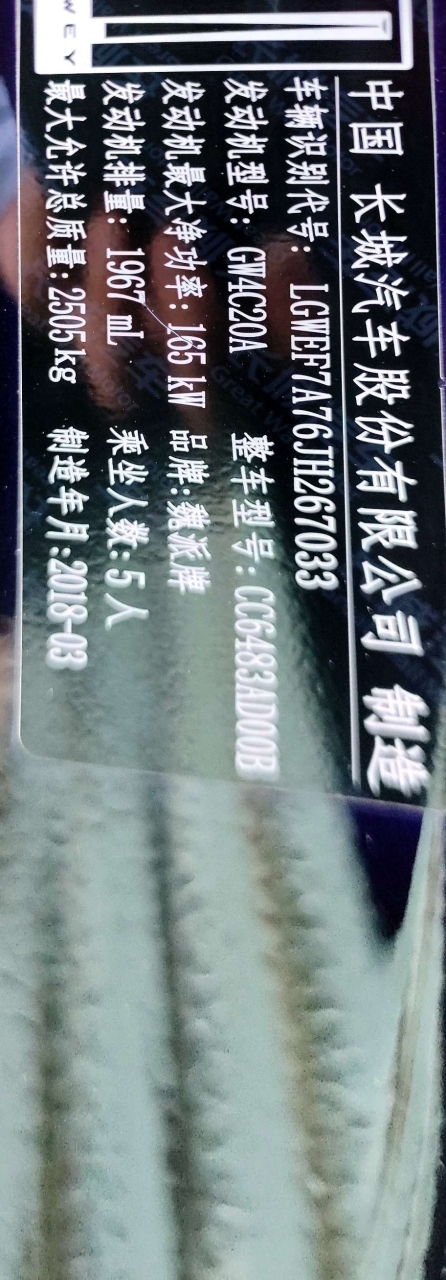 WEY
中国 长城汽车股份有限公司 制造
车辆识别代号: LGWEF7A76JH267033
发动机型号: GW4C20A 整车型号: CC6483AD00B
发动机最大净功率: 165 kW 品牌: 魏派牌
发动机排量: 1967 mL 乘坐人数: 5人
最大允许总质量: 2505 kg 制造年月: 2018-03